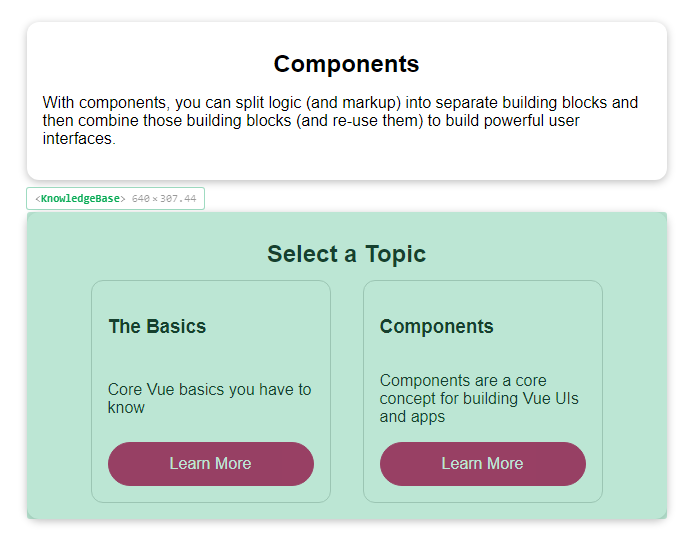 Components
With components, you can split logic (and markup) into separate building blocks and
then combine those building blocks (and re-use them) to build powerful user
interfaces.
<KnowledgeBase> 640 × 307.44
Select a Topic
The Basics
Core Vue basics you have to
know
Learn More
Components
Components are a core
concept for building Vue UIs
and apps
Learn More